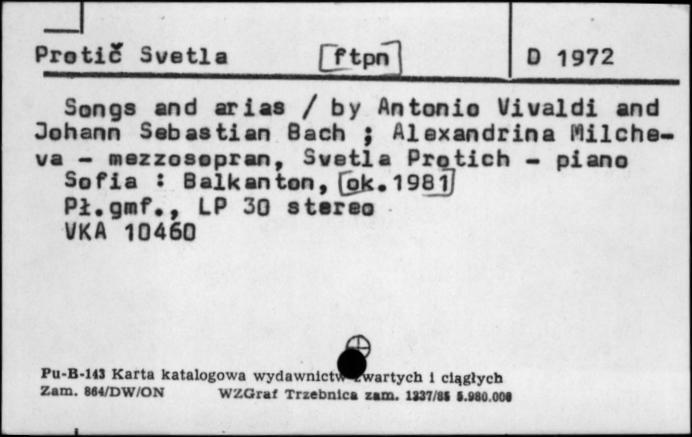 Protič Svetla [ftpn] D 1972
Songs and arias / by Antonio Vivaldi and
Johann Sebastian Bach ; Alexandrina Milche-
va - mezzosopran, Svetla Protich - piano
Sofia : Balkanton, [ok.1981]
Pł.gmf., LP 30 stereo
VKA 10460
Pu-B-143 Karta katalogowa wydawnictw zwartych i ciągłych
Zam. 864/DW/ON WZGraf Trzebnica zam. 1237/85 5.980.000